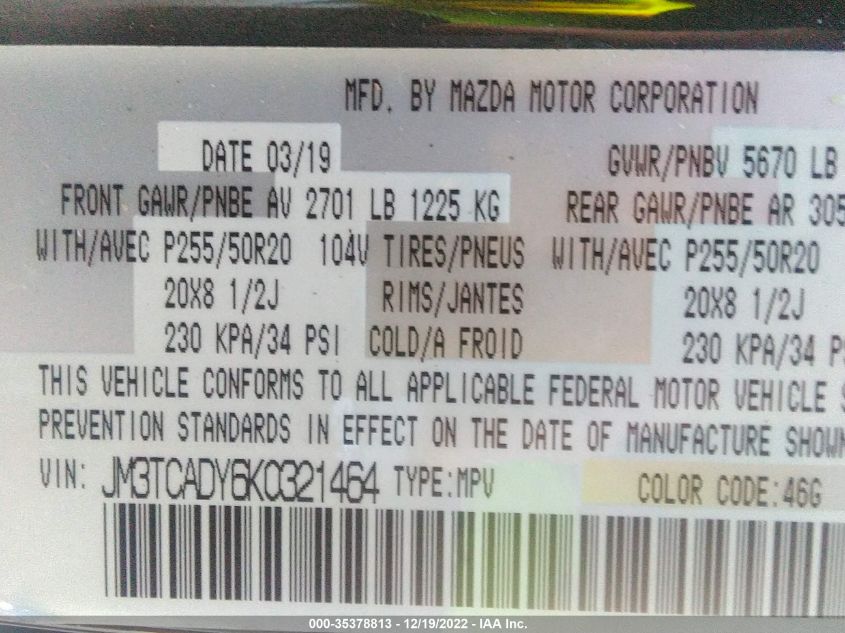 MFD. BY MAZDA MOTOR CORPORATION
DATE 03/19 GVWR/PNBV 5670 LB
FRONT GAWR/PNBE AV 2701 LB 1225 KG REAR GAWR/PNBE AR 305
WITH/AVEC P255/50R20 104V TIRES/PNEUS WITH/AVEC P255/50R20
20X8 1/2J RIMS/JANTES 20X8 1/2J
230 KPA/34 PSI COLD/A FROID 230 KPA/34 PS
THIS VEHICLE CONFORMS TO ALL APPLICABLE FEDERAL MOTOR VEHICLE S
PREVENTION STANDARDS IN EFFECT ON THE DATE OF MANUFACTURE SHOWN
VIN: JM3TCADY6K0321464 TYPE:MPV COLOR CODE:46G
000-35378813 - 12/19/2022 - IAA Inc.